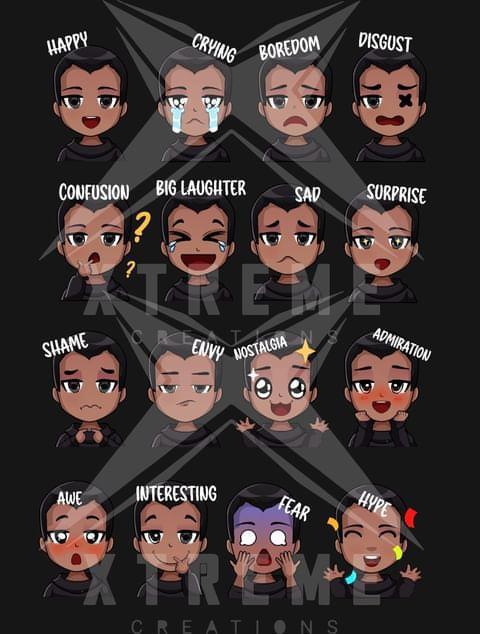 HAPPY
CRYING
BOREDOM
DISGUST
CONFUSION
BIG LAUGHTER
SAD
SURPRISE
?
?
XTREME
CREATIONS
SHAME
ENVY
NOSTALGIA
ADMIRATION
AWE
INTERESTING
FEAR
HYPE
XTREME
CREATIONS